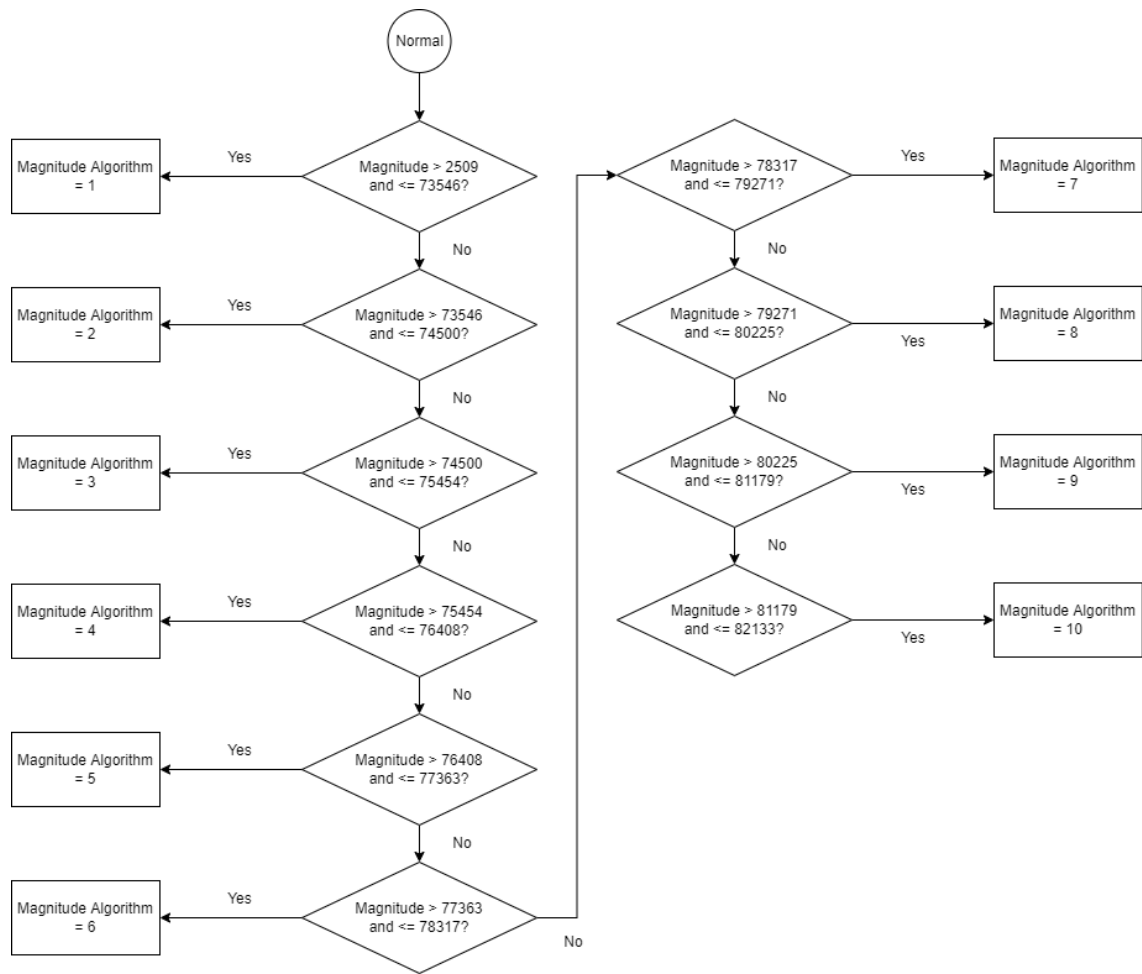 Normal
Yes
Magnitude Algorithm
= 1
Magnitude > 2509
and <= 73546?
No
Yes
Magnitude Algorithm
= 2
Magnitude > 73546
and <= 74500?
No
Yes
Magnitude Algorithm
= 3
Magnitude > 74500
and <= 75454?
No
Yes
Magnitude Algorithm
= 4
Magnitude > 75454
and <= 76408?
No
Yes
Magnitude Algorithm
= 5
Magnitude > 76408
and <= 77363?
No
Yes
Magnitude Algorithm
= 6
Magnitude > 77363
and <= 78317?
No
Magnitude > 78317
and <= 79271?
Yes
Magnitude Algorithm
= 7
No
Magnitude > 79271
and <= 80225?
Yes
Magnitude Algorithm
= 8
No
Magnitude > 80225
and <= 81179?
Yes
Magnitude Algorithm
= 9
No
Magnitude > 81179
and <= 82133?
Yes
Magnitude Algorithm
= 10